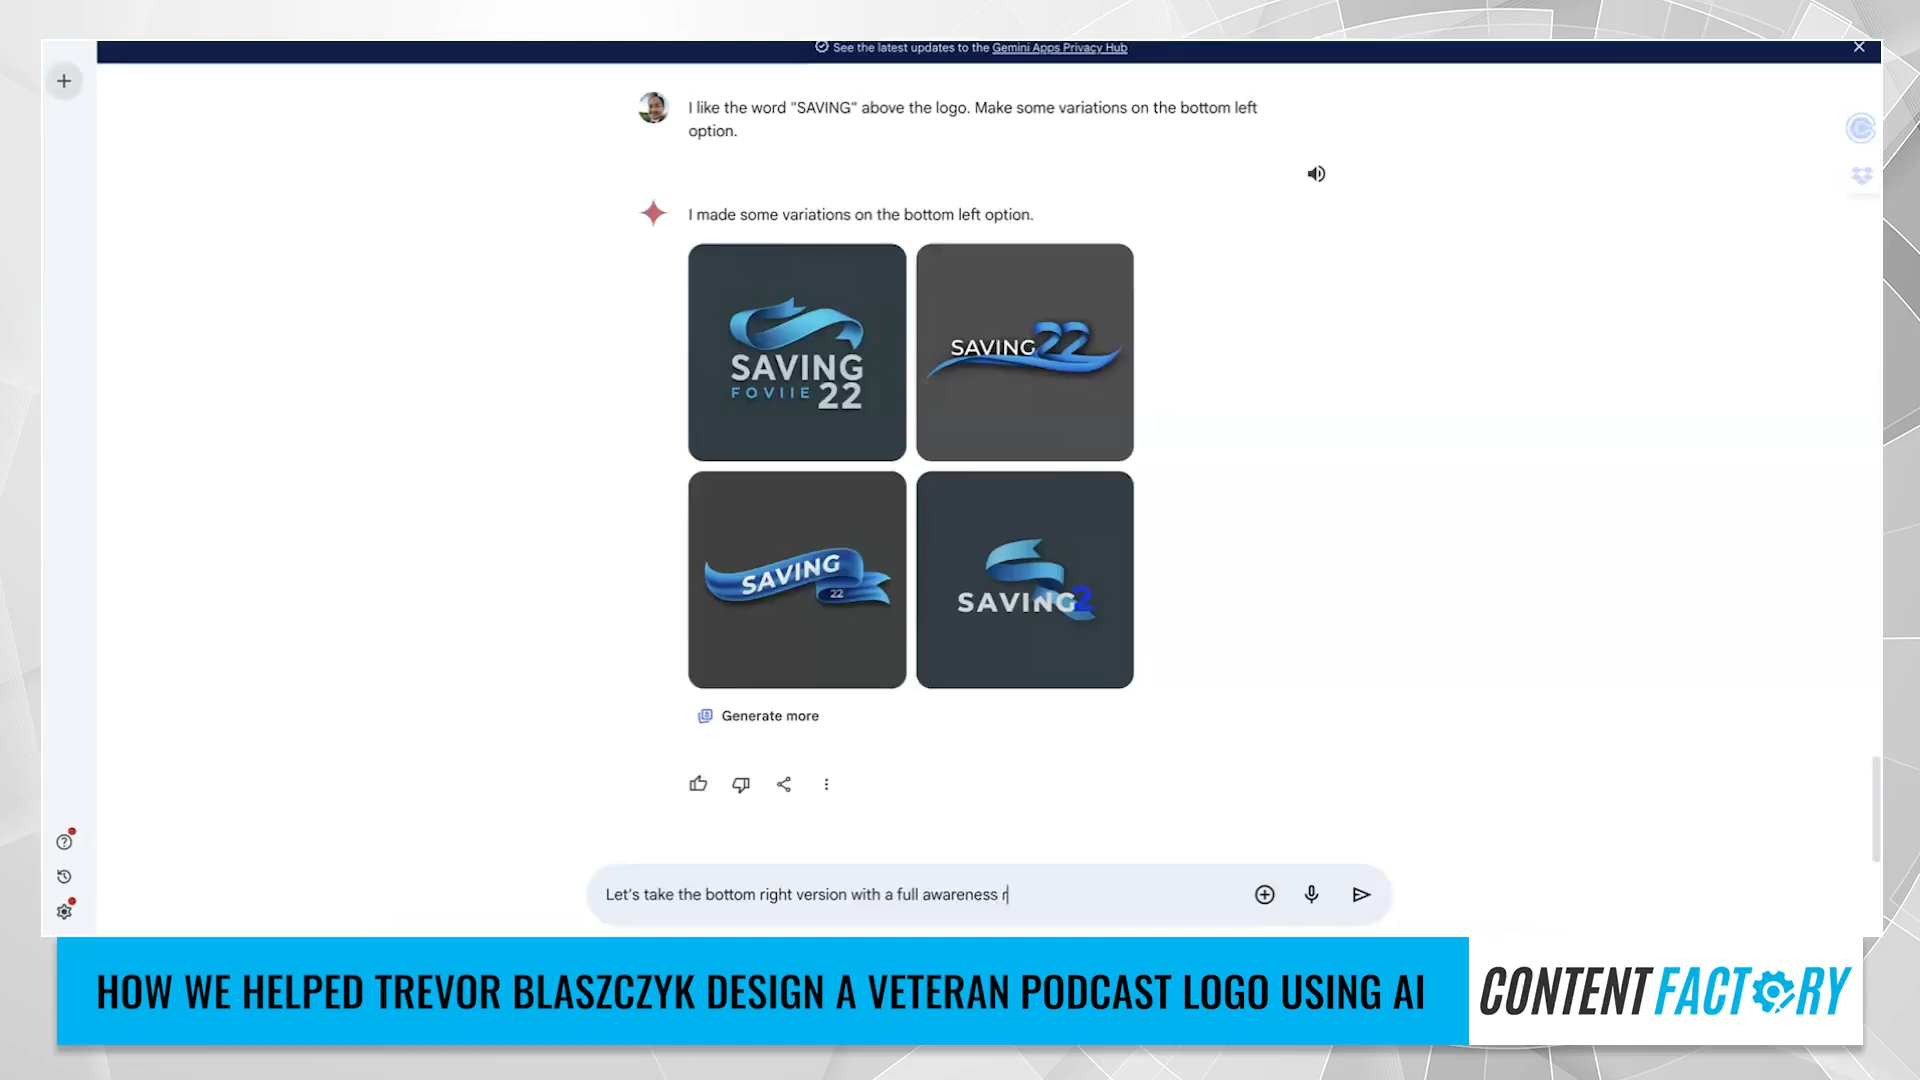 See the latest updates to the Gemini Apps Privacy Hub
I like the word "SAVING" above the logo. Make some variations on the bottom left
option.
I made some variations on the bottom left option.
SAVING
FOVIIE 22
SAVING 22
SAVING
22
SAVING2
Generate more
Let's take the bottom right version with a full awareness r
HOW WE HELPED TREVOR BLASZCZYK DESIGN A VETERAN PODCAST LOGO USING AI
CONTENT FACTORY